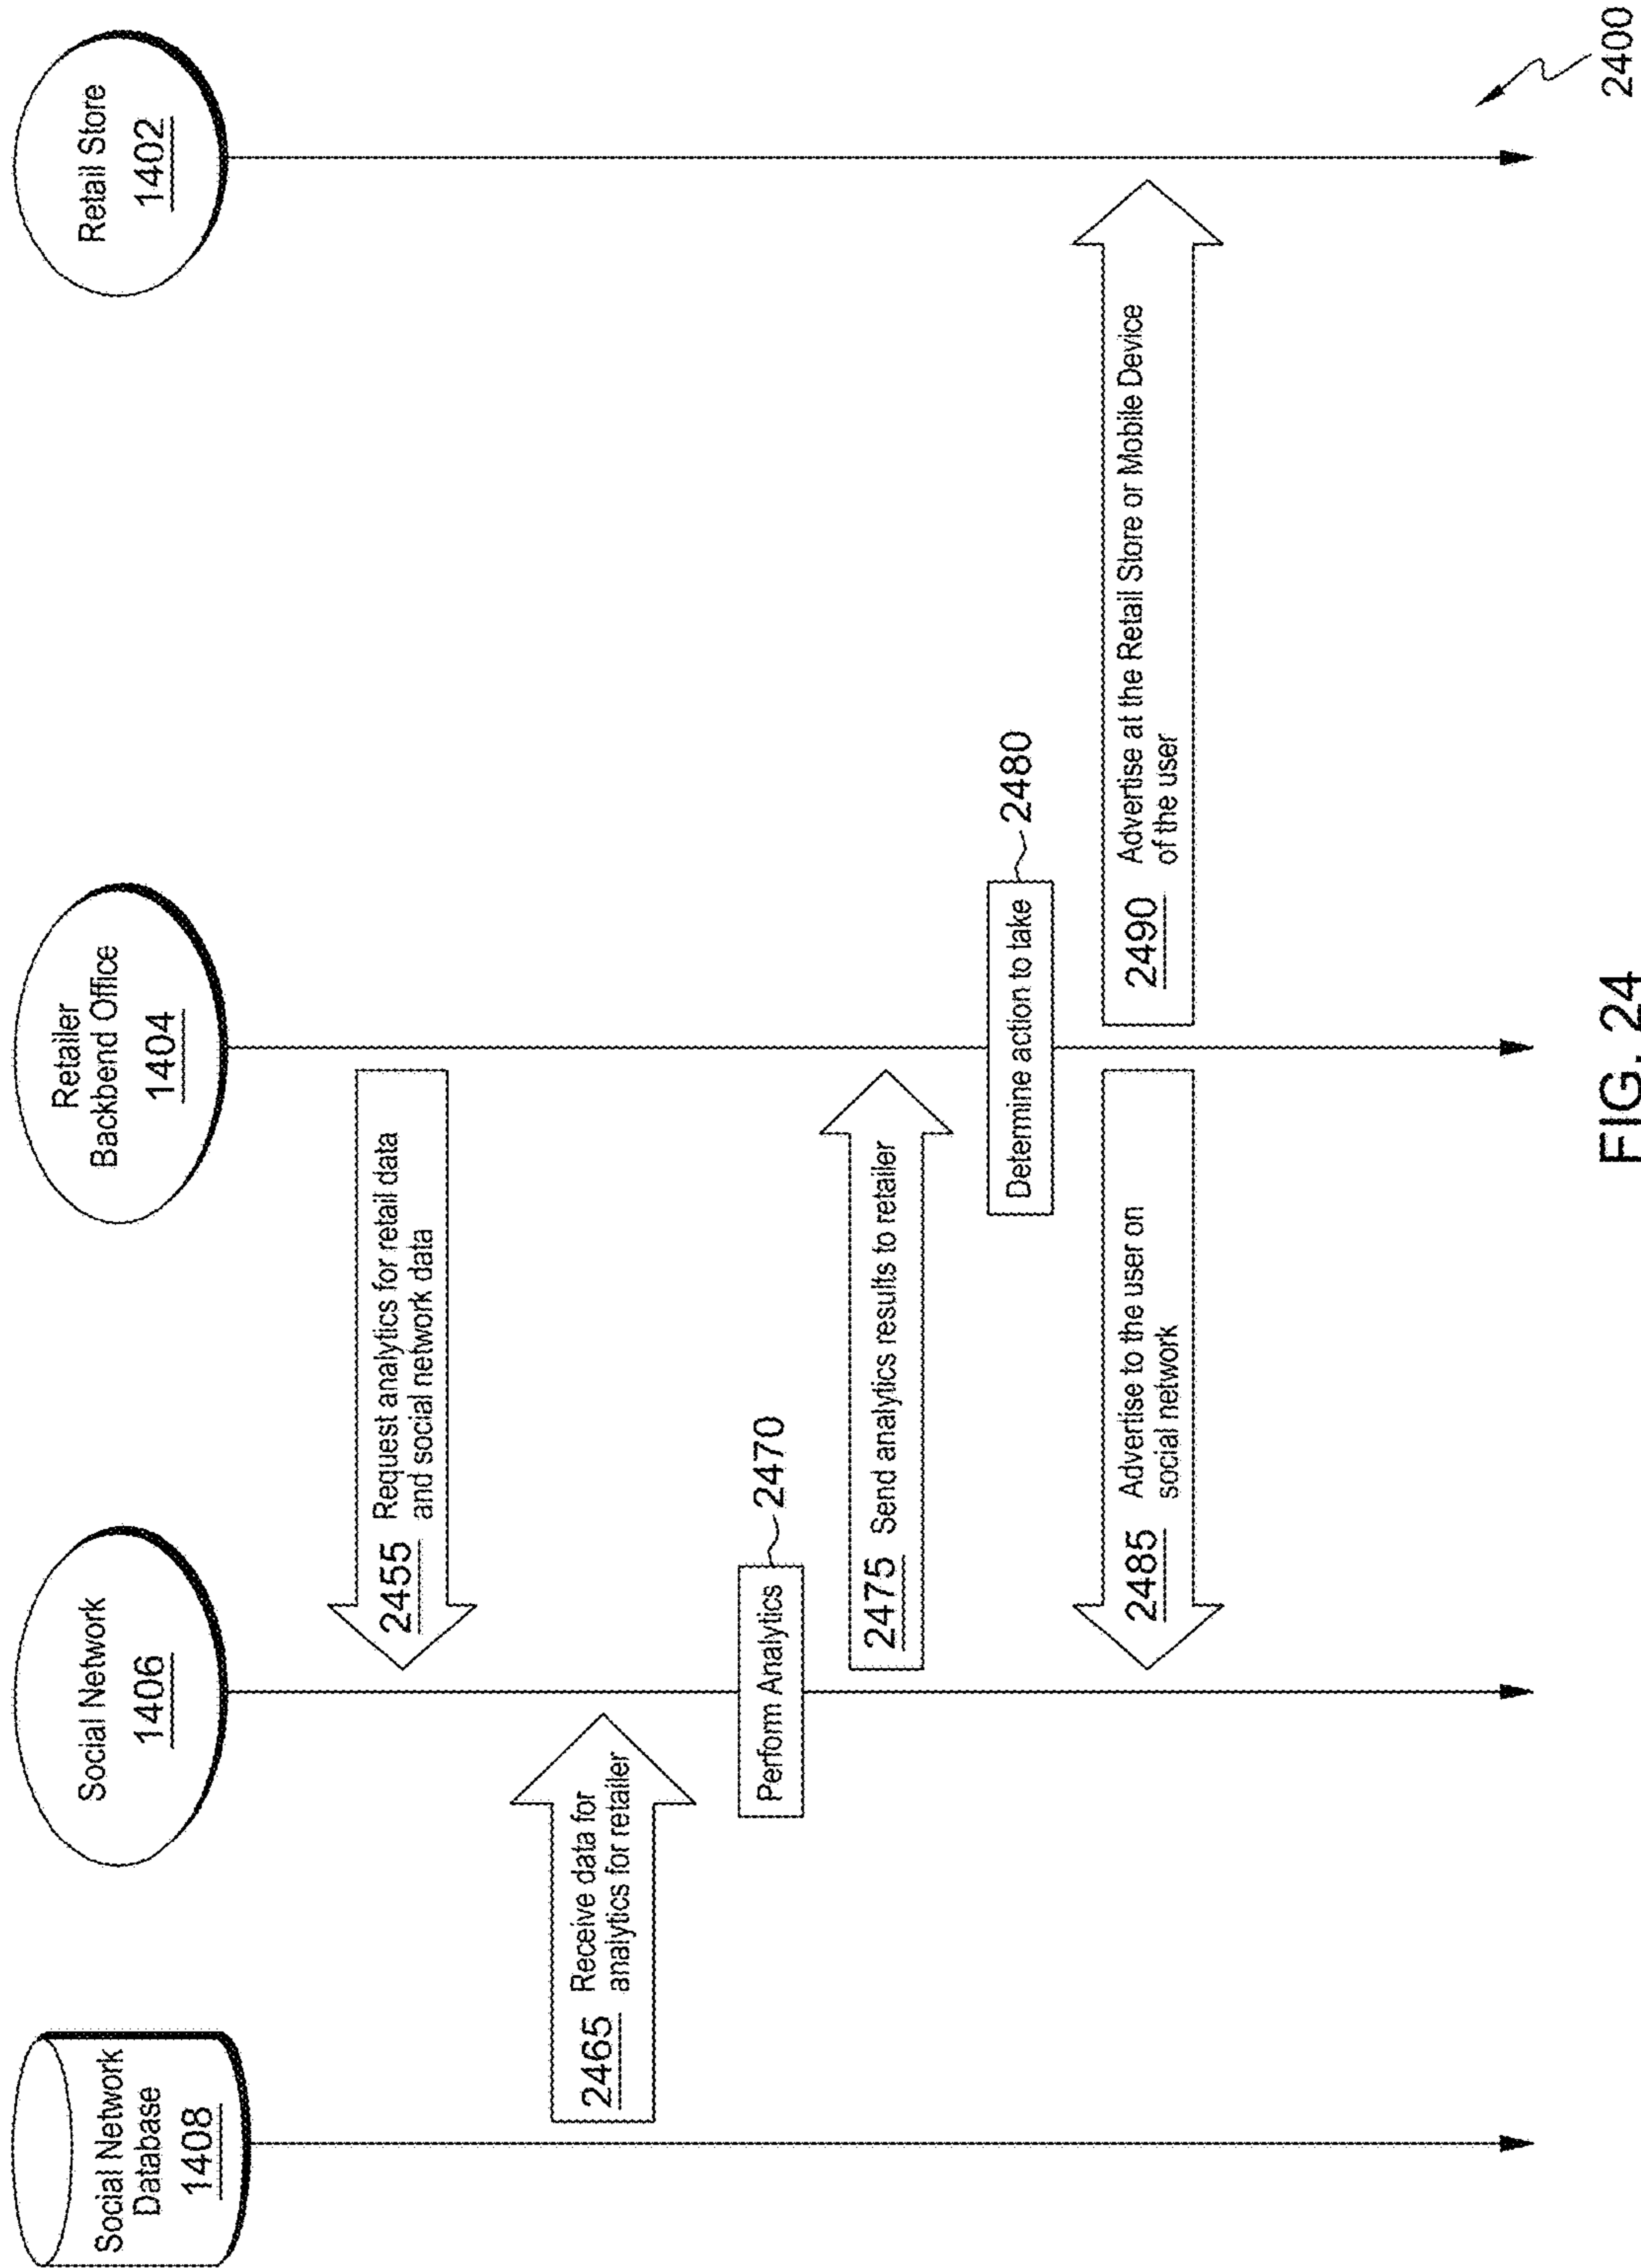 Social Network
Database
1408
Social Network
1406
Retailer
Backbend Office
1404
Retail Store
1402
2455 Request analytics for retail data
and social network data
2465 Receive data for
analytics for retailer
Perform Analytics
2470
2475 Send analytics results to retailer
Determine action to take
2480
2485 Advertise to the user on
social network
2490 Advertise at the Retail Store or Mobile Device
of the user
2400
FIG. 24